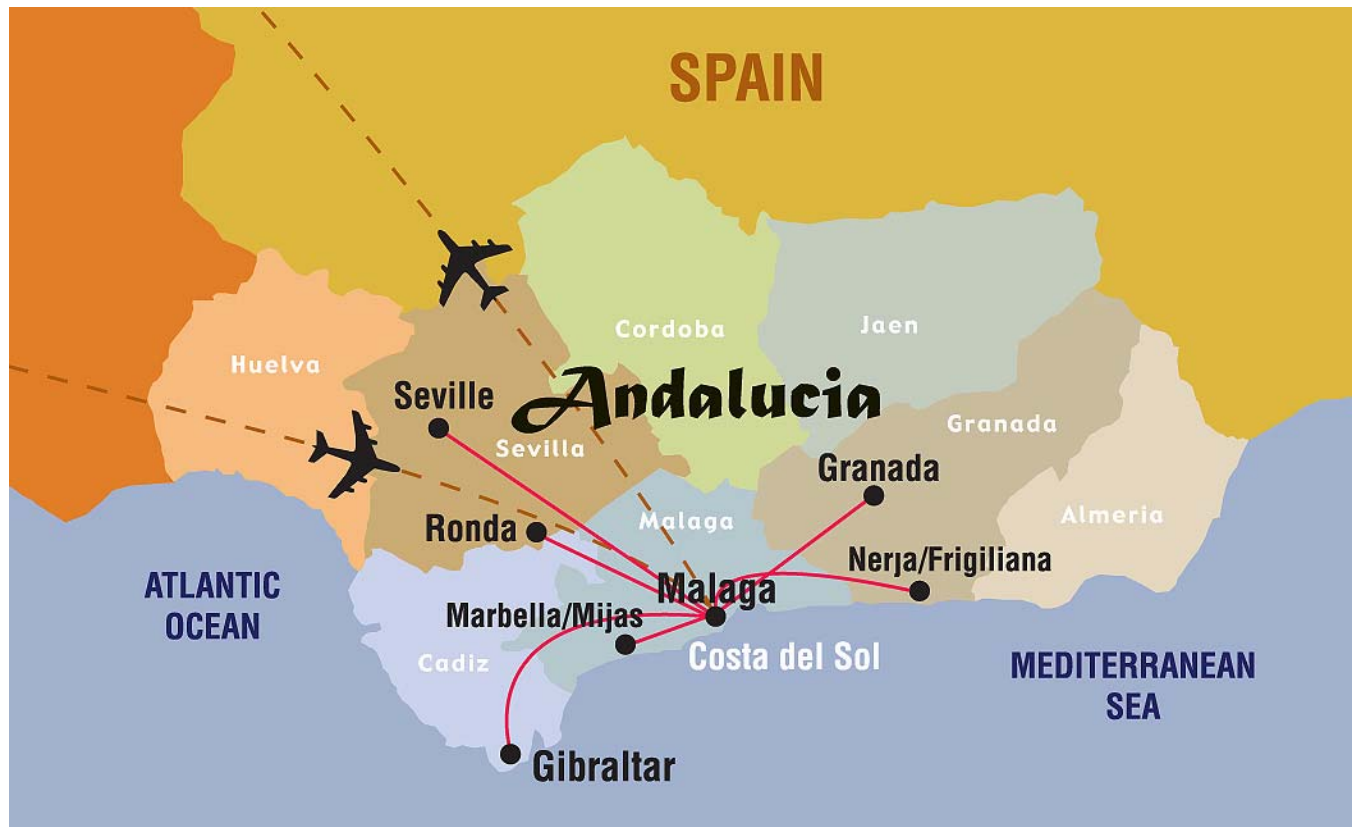 SPAIN
Cordoba
Jaen
Huelva
Seville
Andalucia
Sevilla
Granada
Granada
Ronda
Malaga
Almeria
Nerja/Frigiliana
ATLANTIC
OCEAN
Malaga
Marbella/Mijas
Costa del Sol
Cadiz
MEDITERRANEAN
SEA
Gibraltar